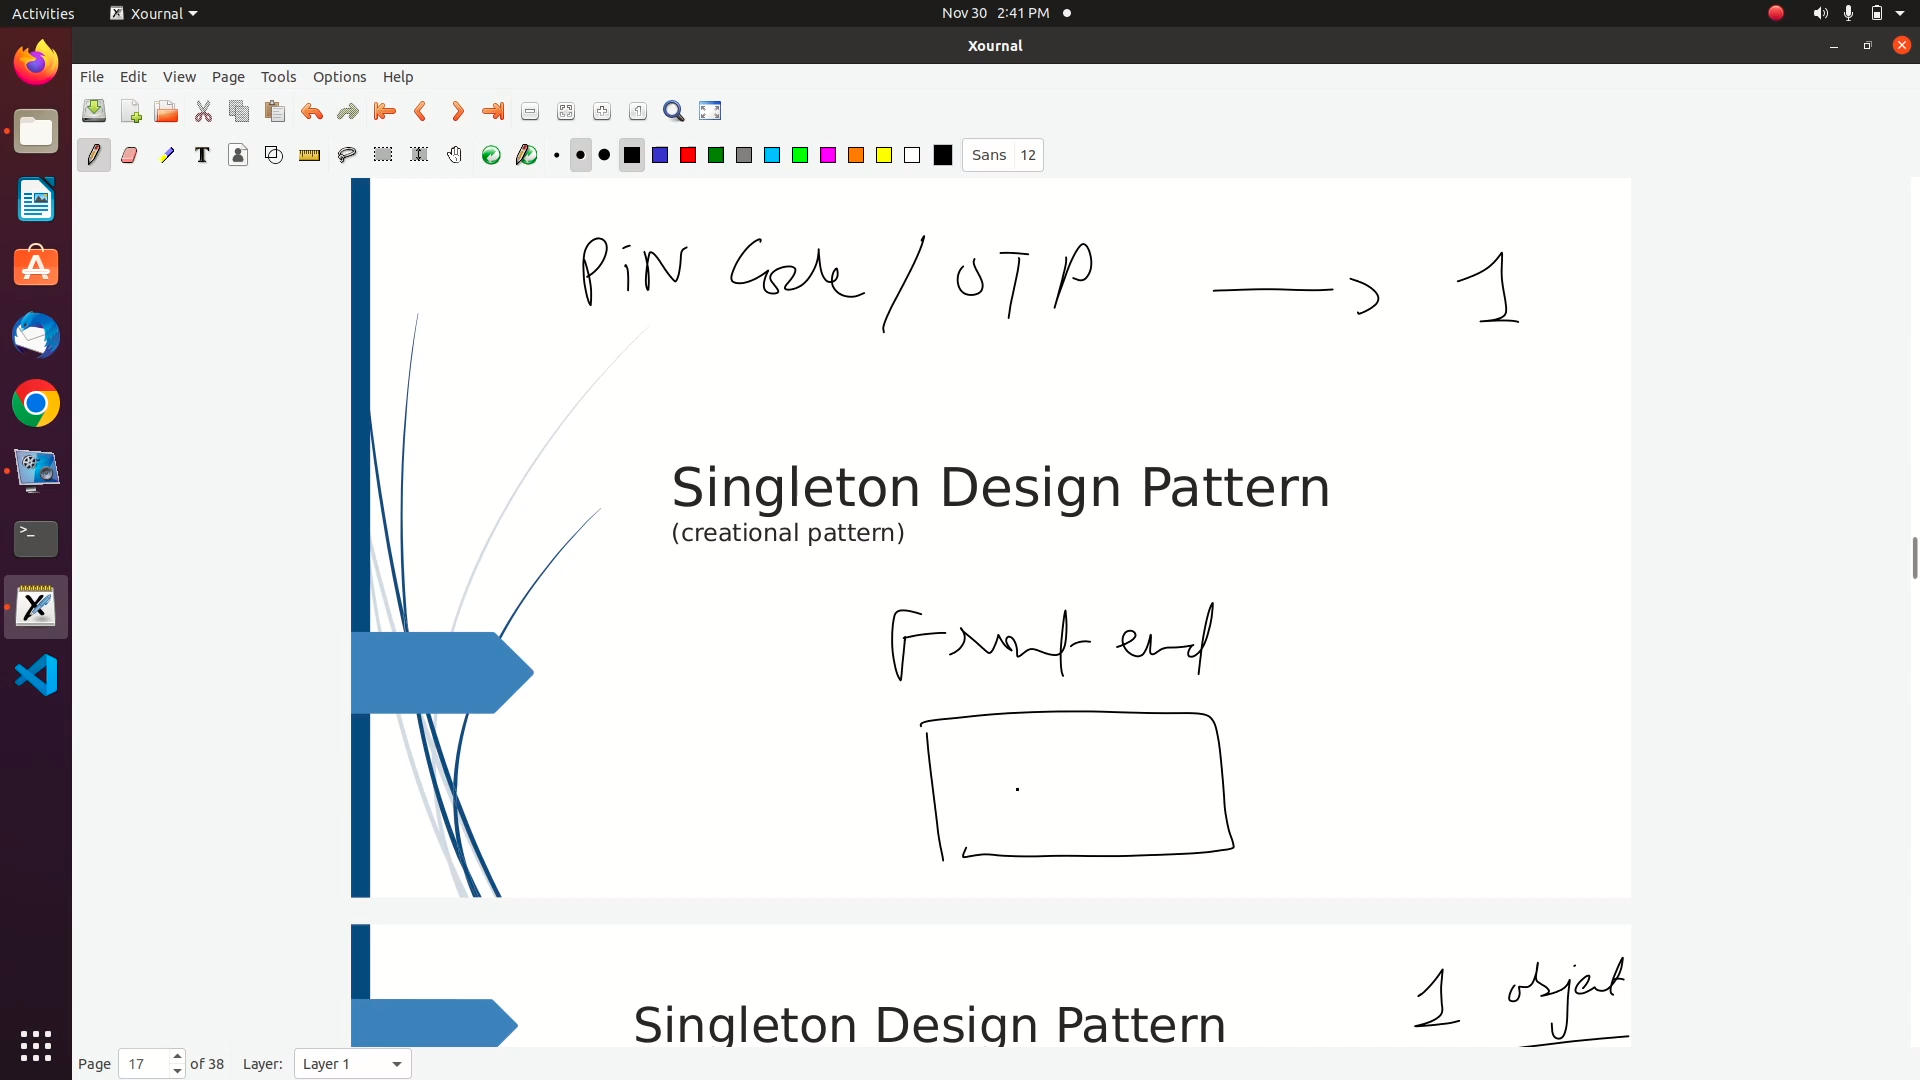 Activities Xournal Nov 30 2:41 PM
Xournal
File Edit View Page Tools Options Help
Sans 12
PiN Code / OTP → 1
Singleton Design Pattern
(creational pattern)
Front end
1 object
Singleton Design Pattern
Page 17 of 38 Layer: Layer 1